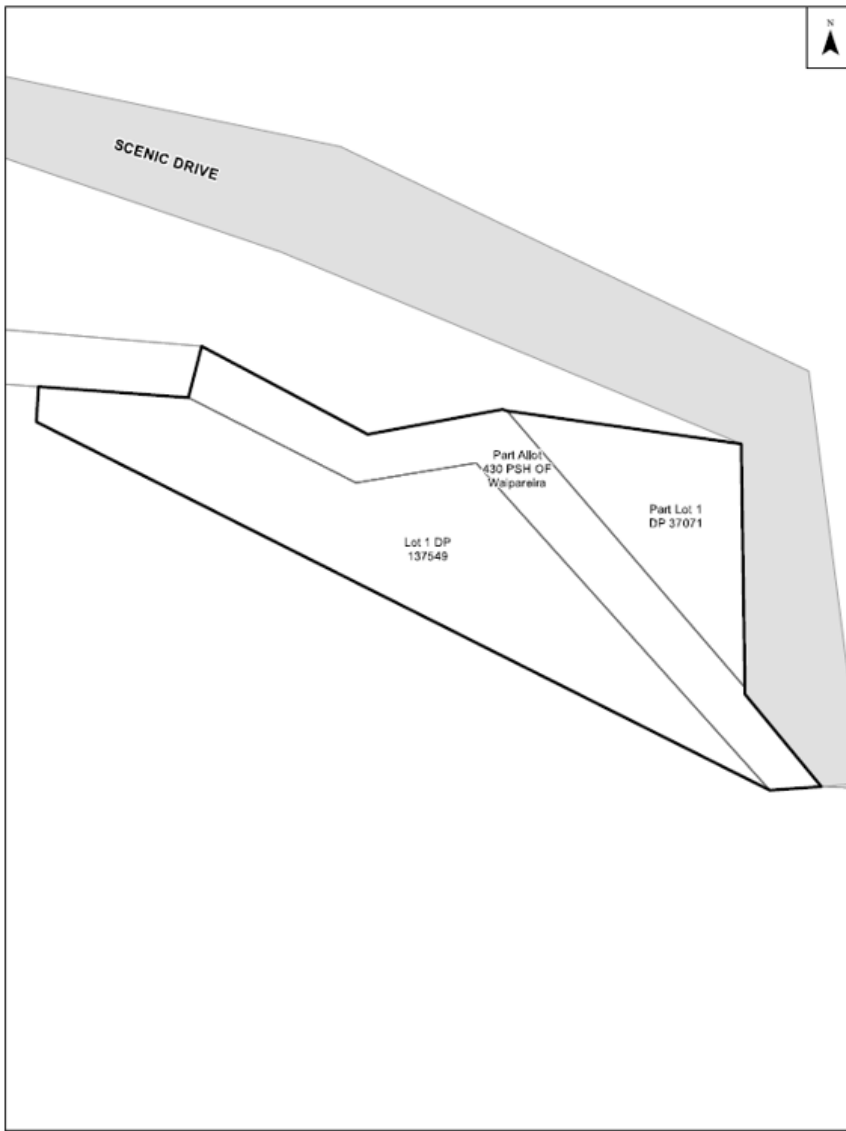 N
SCENIC DRIVE
Part Allot
430 PSH OF
Waipareira
Part Lot 1
DP 37071
Lot 1 DP
137549